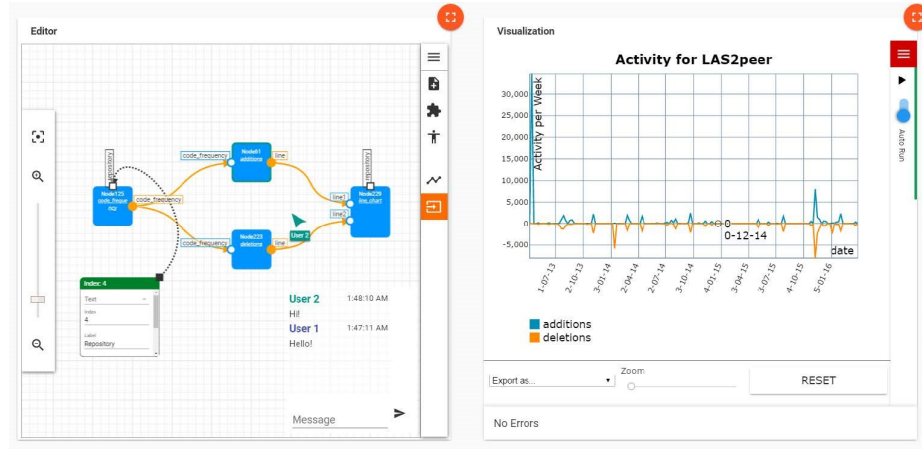 Editor
repository
code_frequency
Node61
additions
line
repository
Node125
code_freque
ncy
code_frequency
line1
line2
Node229
line_chart
code_frequency
Node223
deletions
line
User 2
Index: 4
Text
Index
4
Label
Repository
User 2 1:48:10 AM
Hi!
User 1 1:47:11 AM
Hello!
Message
Visualization
Activity for LAS2peer
Activity per Week
30,000
25,000
20,000
15,000
10,000
5,000
0
-5,000
0
0-12-14
date
1-07-13
2-10-13
3-01-14
2-04-14
2-07-14
3-10-14
4-01-15
5-04-15
3-07-15
4-10-15
5-01-16
additions
deletions
Auto Run
Export as...
Zoom
RESET
No Errors